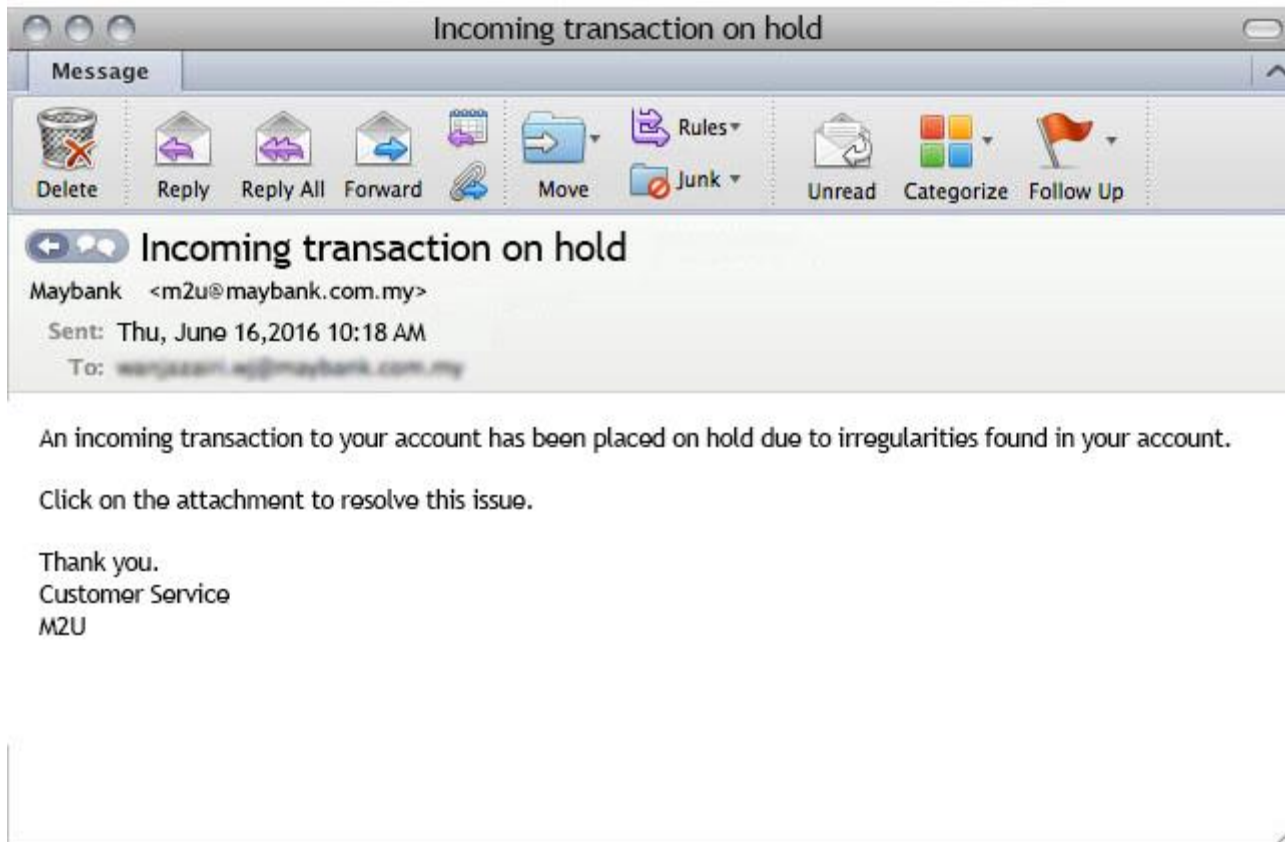 Incoming transaction on hold
Message
Delete
Reply
Reply All
Forward
Move
Rules
Junk
Unread
Categorize
Follow Up
Incoming transaction on hold
Maybank <m2u@maybank.com.my>
Sent: Thu, June 16,2016 10:18 AM
To:
An incoming transaction to your account has been placed on hold due to irregularities found in your account.
Click on the attachment to resolve this issue.
Thank you.
Customer Service
M2U